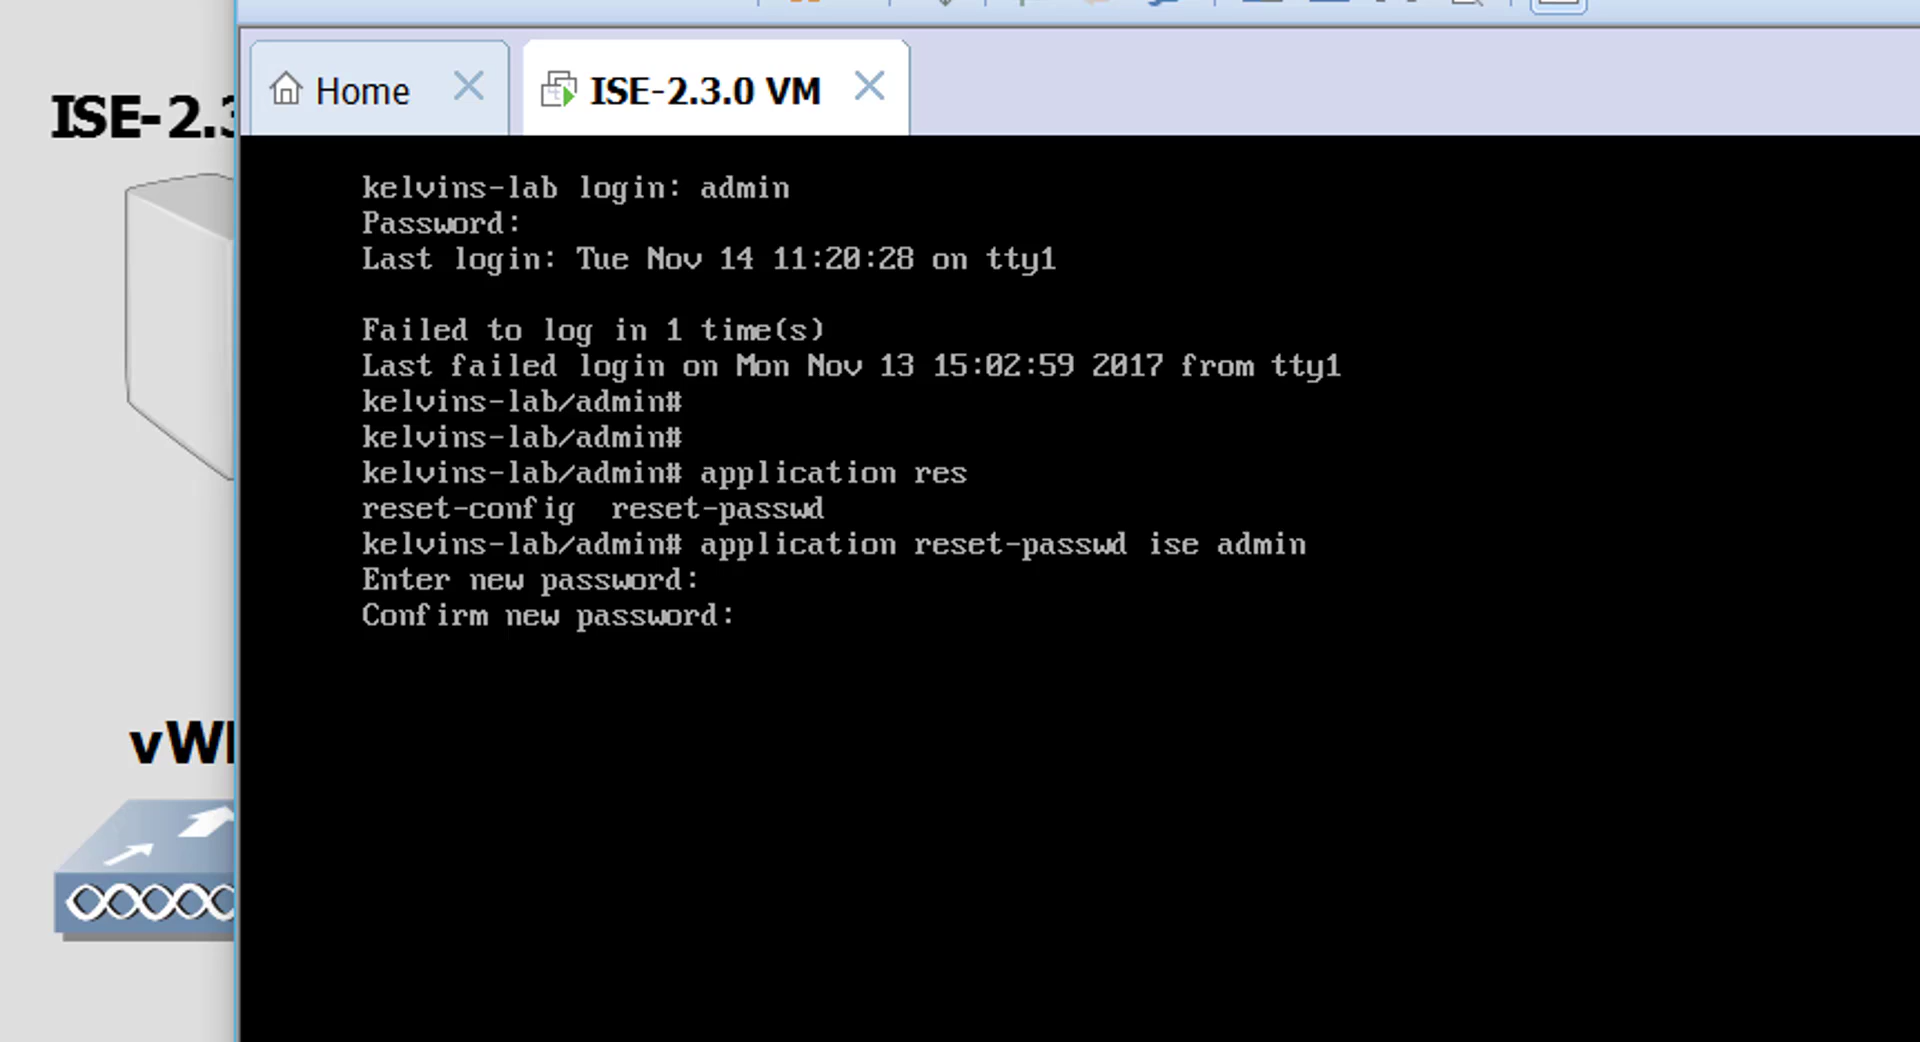 Home
ISE-2.3.0 VM
ISE-2.3
kelvins-lab login: admin
Password:
Last login: Tue Nov 14 11:20:28 on tty1
Failed to log in 1 time(s)
Last failed login on Mon Nov 13 15:02:59 2017 from tty1
kelvins-lab/admin#
kelvins-lab/admin#
kelvins-lab/admin# application res
reset-config  reset-passwd
kelvins-lab/admin# application reset-passwd ise admin
Enter new password:
Confirm new password: